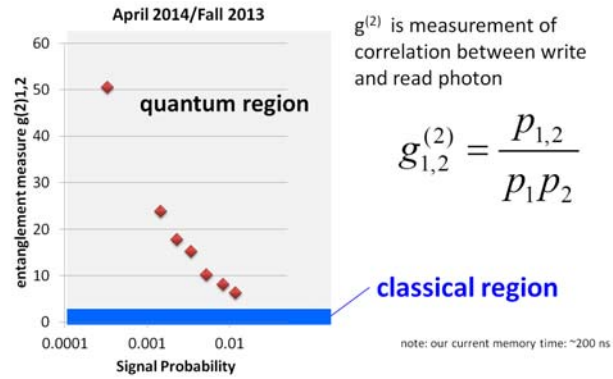 April 2014/Fall 2013
60
50
40
30
20
10
0
0.0001
0.001
0.01
entanglement measure g(2)1,2
Signal Probability
quantum region
g(2) is measurement of
correlation between write
and read photon
g(2)1,2 = p1,2 / p1p2
classical region
note: our current memory time: ~200 ns